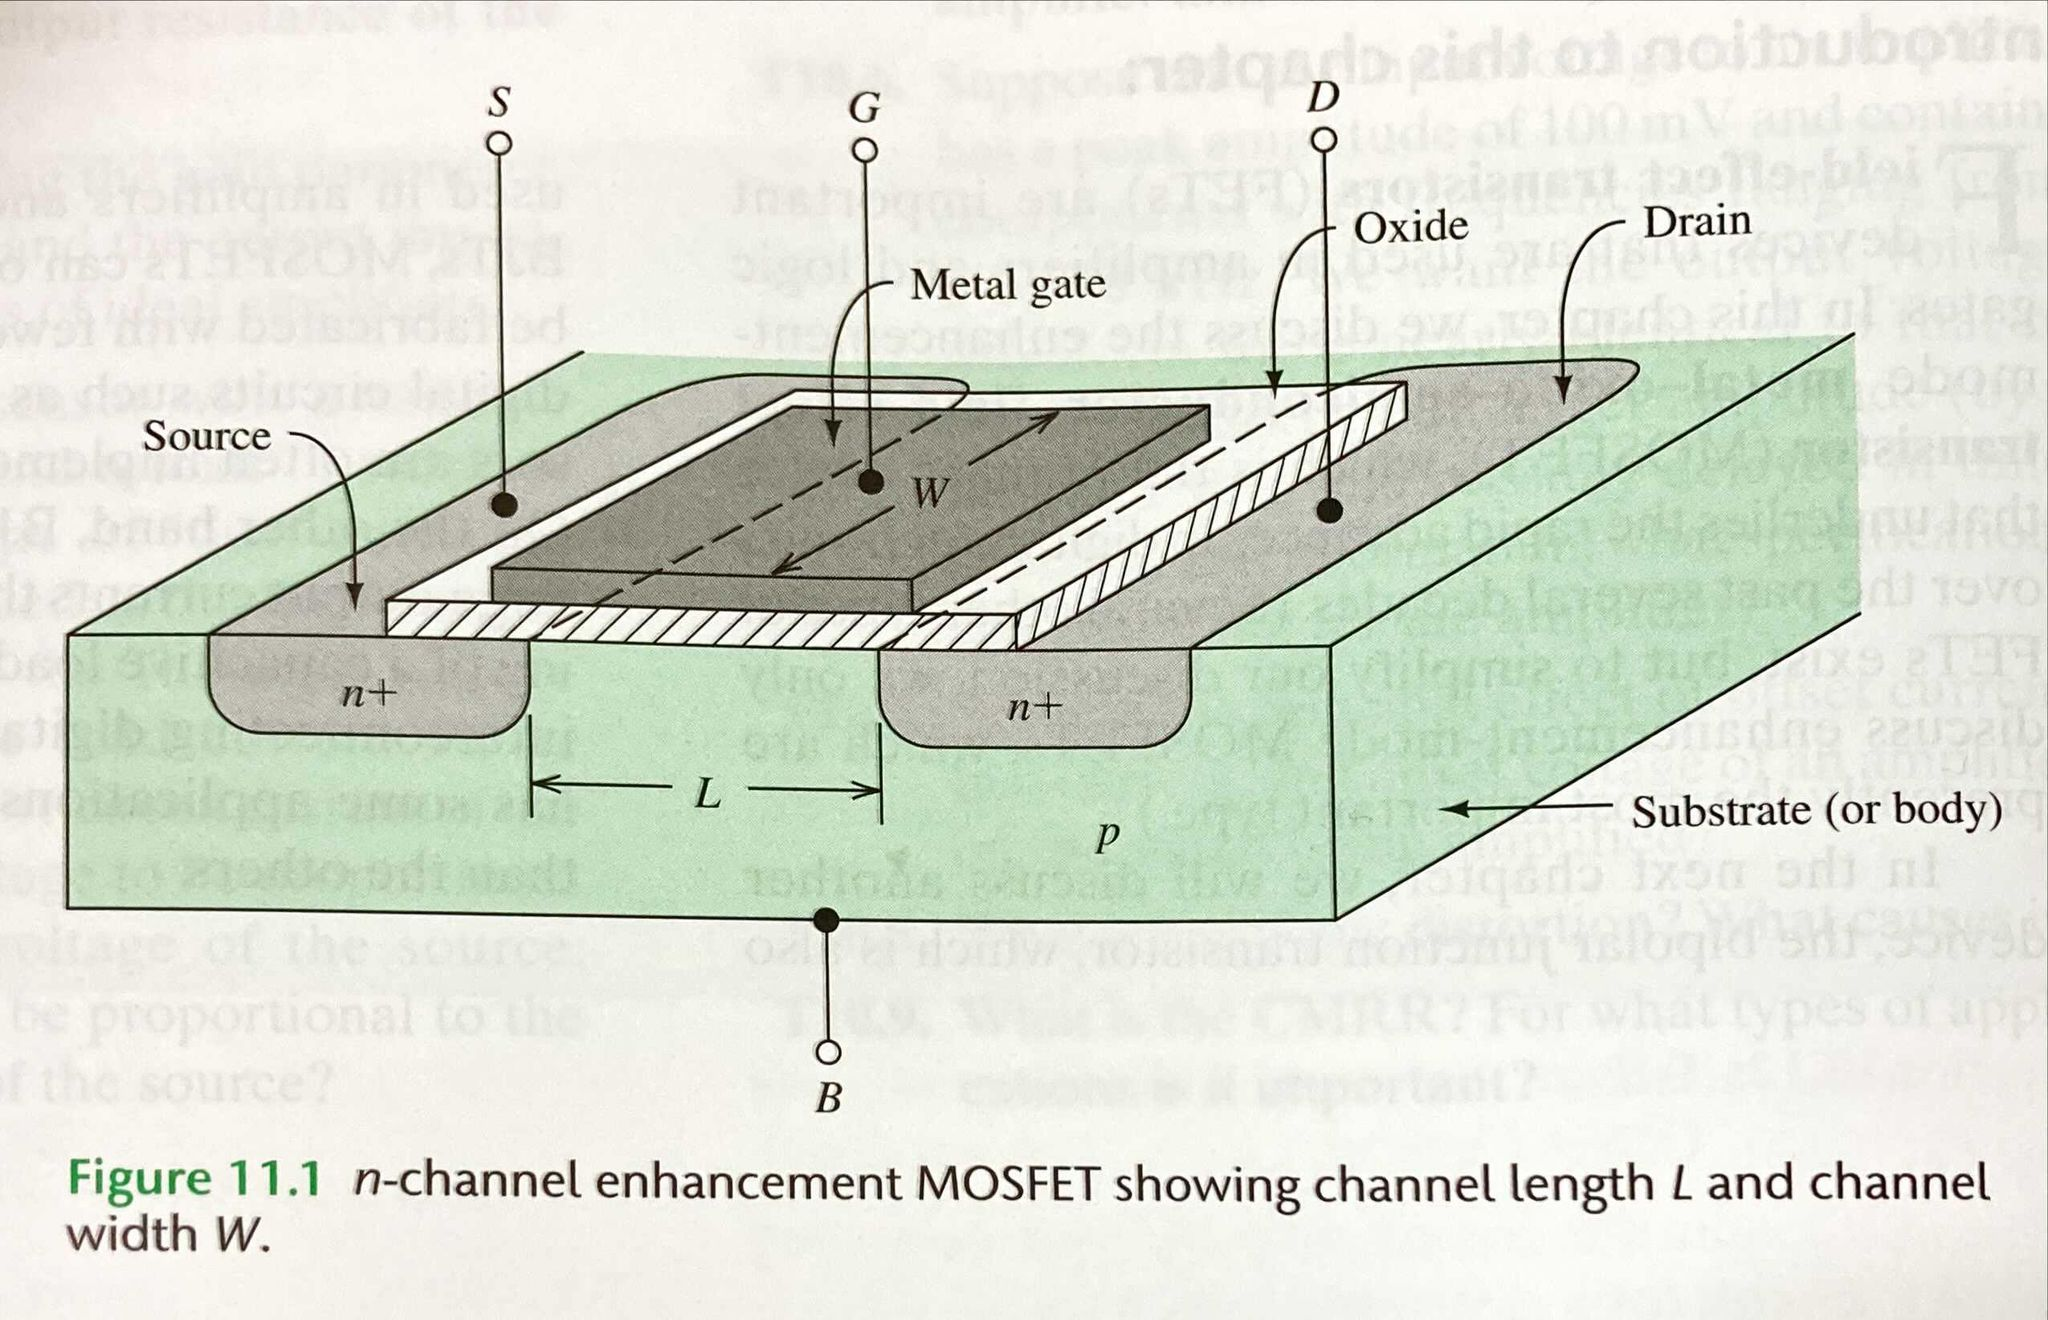 S
G
D
Oxide
Drain
Metal gate
Source
W
n+
n+
L
p
Substrate (or body)
B
Figure 11.1 n-channel enhancement MOSFET showing channel length L and channel
width W.